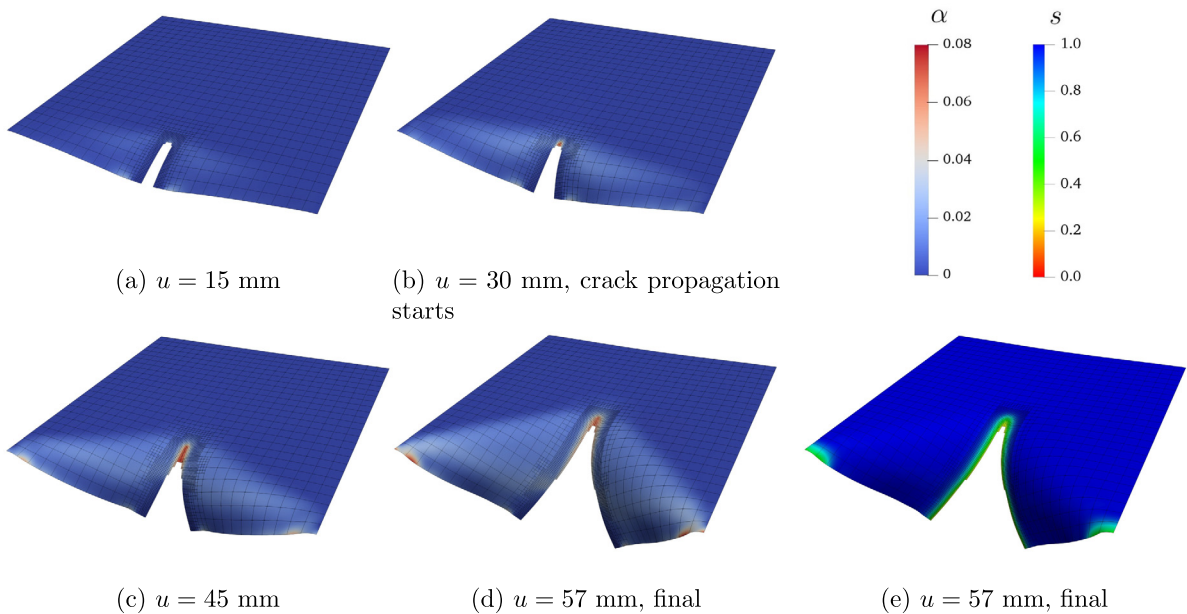 α
s
0.08
0.06
0.04
0.02
0
1.0
0.8
0.6
0.4
0.2
0.0
(a) u = 15 mm
(b) u = 30 mm, crack propagation
starts
(c) u = 45 mm
(d) u = 57 mm, final
(e) u = 57 mm, final